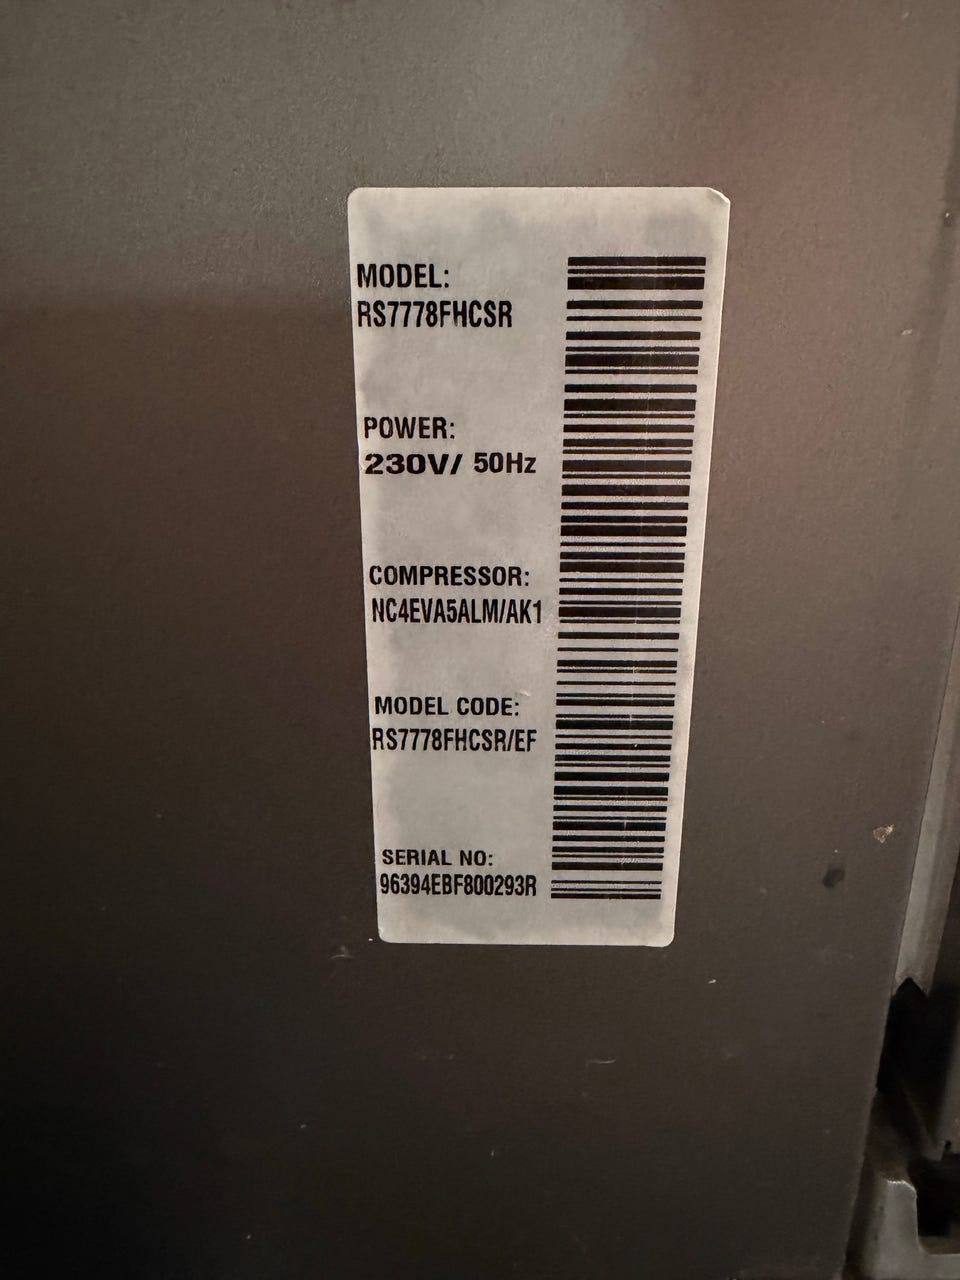 MODEL:
RS7778FHCSR
POWER:
230V/ 50Hz
COMPRESSOR:
NC4EVA5ALM/AK1
MODEL CODE:
RS7778FHCSR/EF
SERIAL NO:
96394EBF800293R